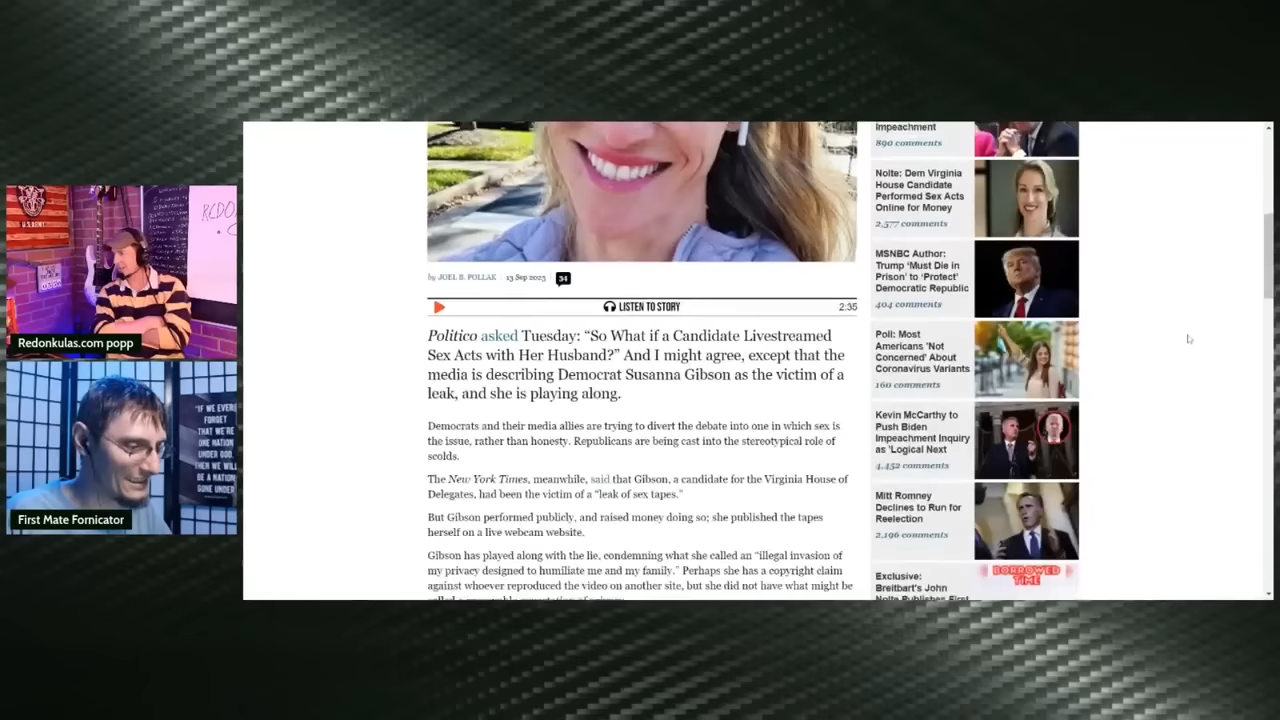 U.S. ARMY
REDO
Redonkulas.com popp
"IF WE EVER
FORGET
THAT WE'RE
ONE NATION
UNDER GOD,
THEN WE WILL
BE A NATION
GONE UNDER
First Mate Fornicator
by JOEL B. POLLAK | 13 Sep 2023 34
LISTEN TO STORY 2:35
Politico asked Tuesday: “So What if a Candidate Livestreamed
Sex Acts with Her Husband?” And I might agree, except that the
media is describing Democrat Susanna Gibson as the victim of a
leak, and she is playing along.
Democrats and their media allies are trying to divert the debate into one in which sex is
the issue, rather than honesty. Republicans are being cast into the stereotypical role of
scolds.
The New York Times, meanwhile, said that Gibson, a candidate for the Virginia House of
Delegates, had been the victim of a “leak of sex tapes.”
But Gibson performed publicly, and raised money doing so; she published the tapes
herself on a live webcam website.
Gibson has played along with the lie, condemning what she called an “illegal invasion of
my privacy designed to humiliate me and my family.” Perhaps she has a copyright claim
against whoever reproduced the video on another site, but she did not have what might be
Impeachment
890 comments
Nolte: Dem Virginia
House Candidate
Performed Sex Acts
Online for Money
2,577 comments
MSNBC Author:
Trump ‘Must Die in
Prison’ to ‘Protect’
Democratic Republic
404 comments
Poll: Most
Americans 'Not
Concerned' About
Coronavirus Variants
160 comments
Kevin McCarthy to
Push Biden
Impeachment Inquiry
as 'Logical Next
4,452 comments
Mitt Romney
Declines to Run for
Reelection
2,196 comments
Exclusive:
Breitbart's John
Nolte Publishes First
BORROWED
TIME